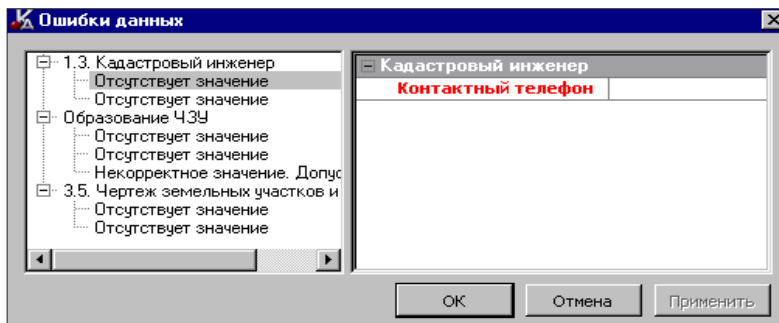 Ошибки данных
1.3. Кадастровый инженер
Отсутствует значение
Отсутствует значение
Образование ЧЗУ
Отсутствует значение
Отсутствует значение
Некорректное значение. Допус
3.5. Чертеж земельных участков и
Отсутствует значение
Отсутствует значение
Кадастровый инженер
Контактный телефон
ОК
Отмена
Применить